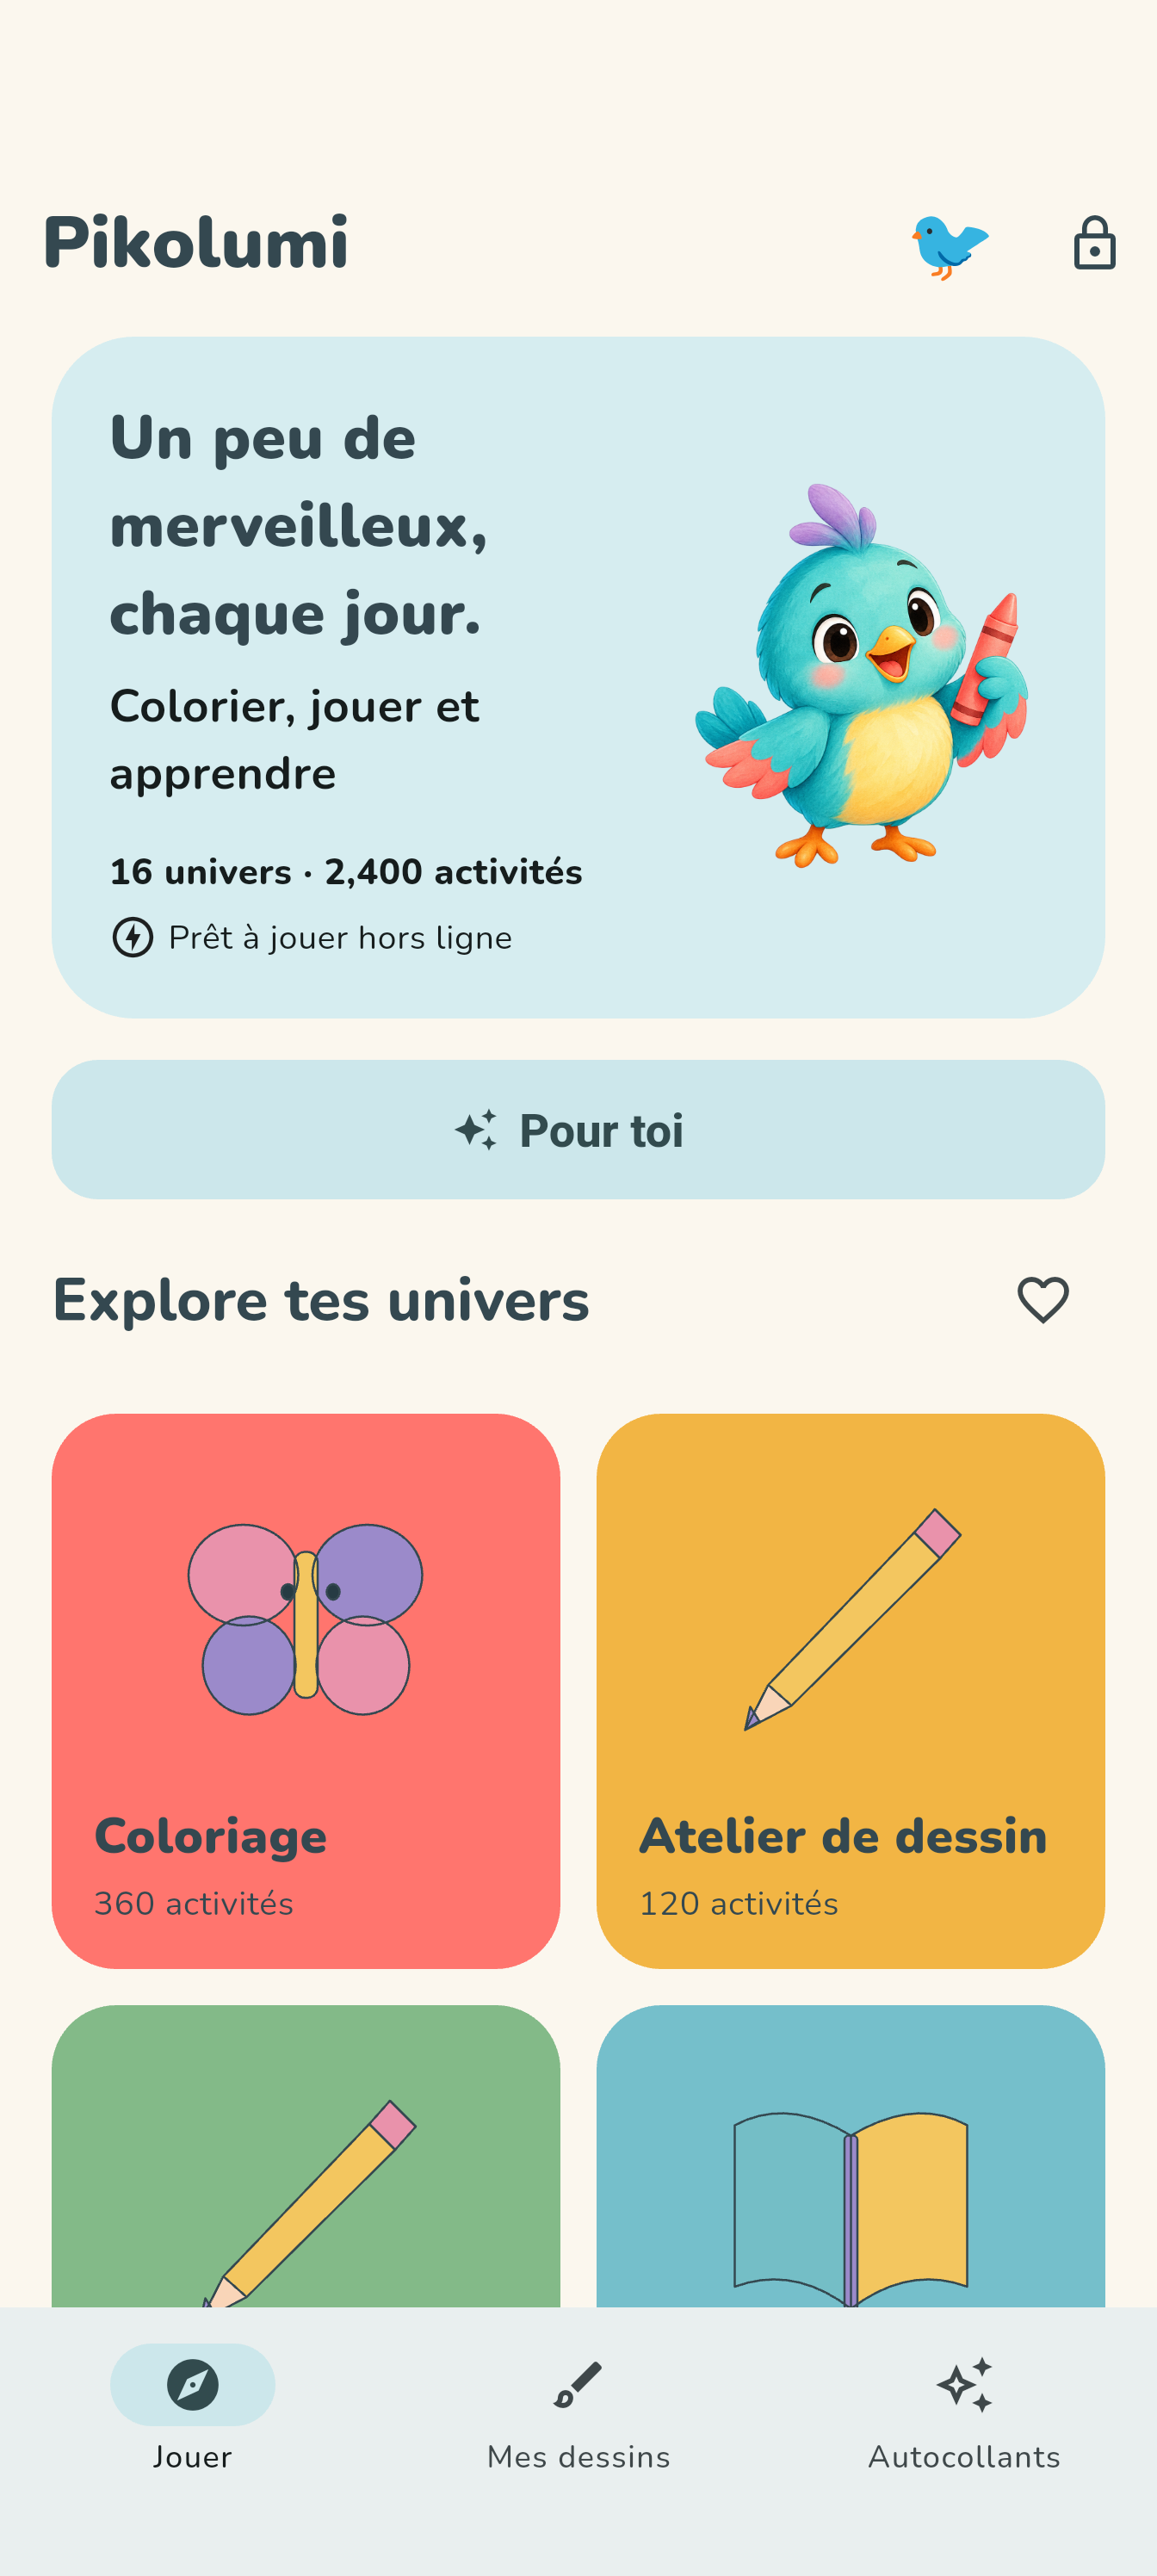 Pikolumi
Un peu de
merveilleux,
chaque jour.
Colorier, jouer et
apprendre
16 univers · 2,400 activités
Prêt à jouer hors ligne
Pour toi
Explore tes univers
Coloriage
360 activités
Atelier de dessin
120 activités
Jouer
Mes dessins
Autocollants